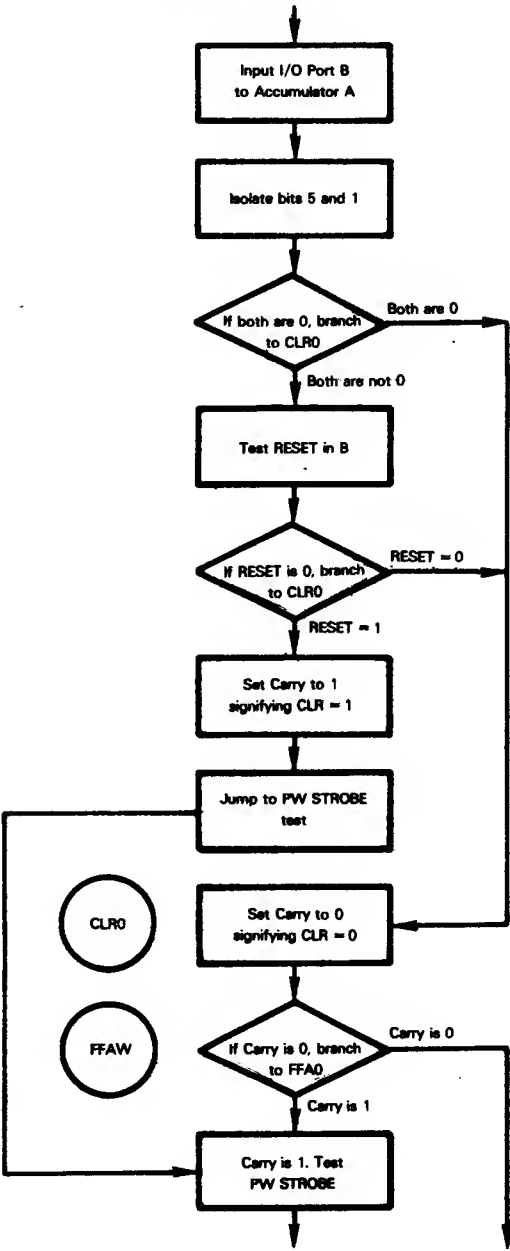 Input I/O Port B
to Accumulator A
Isolate bits 5 and 1
If both are 0, branch
to CLR0
Both are 0
Both are not 0
Test RESET in B
If RESET is 0, branch
to CLR0
RESET = 0
RESET = 1
Set Carry to 1
signifying CLR = 1
Jump to PW STROBE
test
CLR0
Set Carry to 0
signifying CLR = 0
FFAW
If Carry is 0, branch
to FFA0
Carry is 0
Carry is 1
Carry is 1. Test
PW STROBE